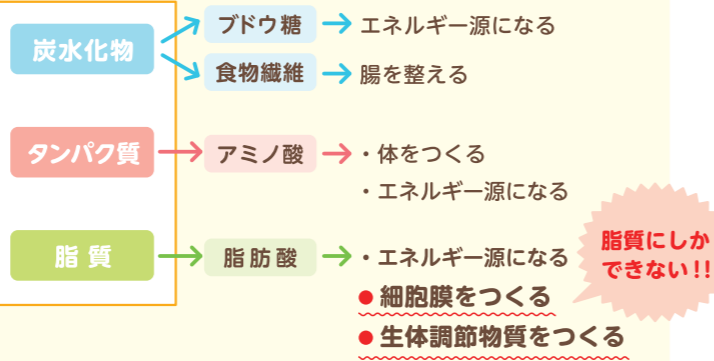 炭水化物
ブドウ糖
エネルギー源になる
食物繊維
腸を整える
タンパク質
アミノ酸
・体をつくる
・エネルギー源になる
脂質
脂肪酸
・エネルギー源になる
●細胞膜をつくる
●生体調節物質をつくる
脂質にしか
できない!!